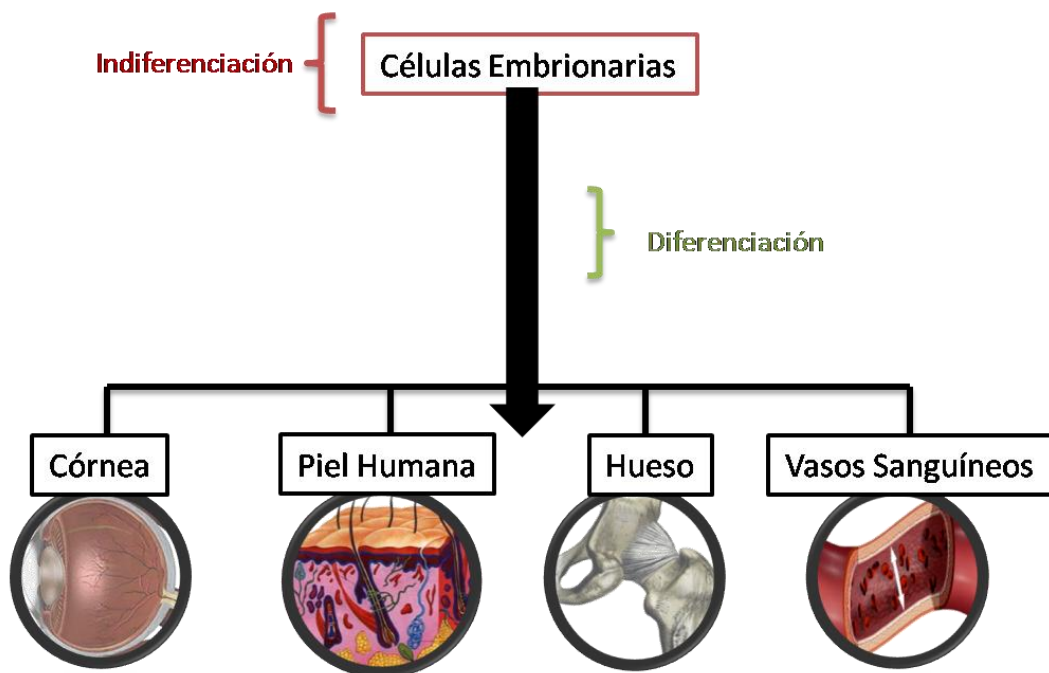 Indiferenciación
Células Embrionarias
Diferenciación
Córnea
Piel Humana
Hueso
Vasos Sanguíneos